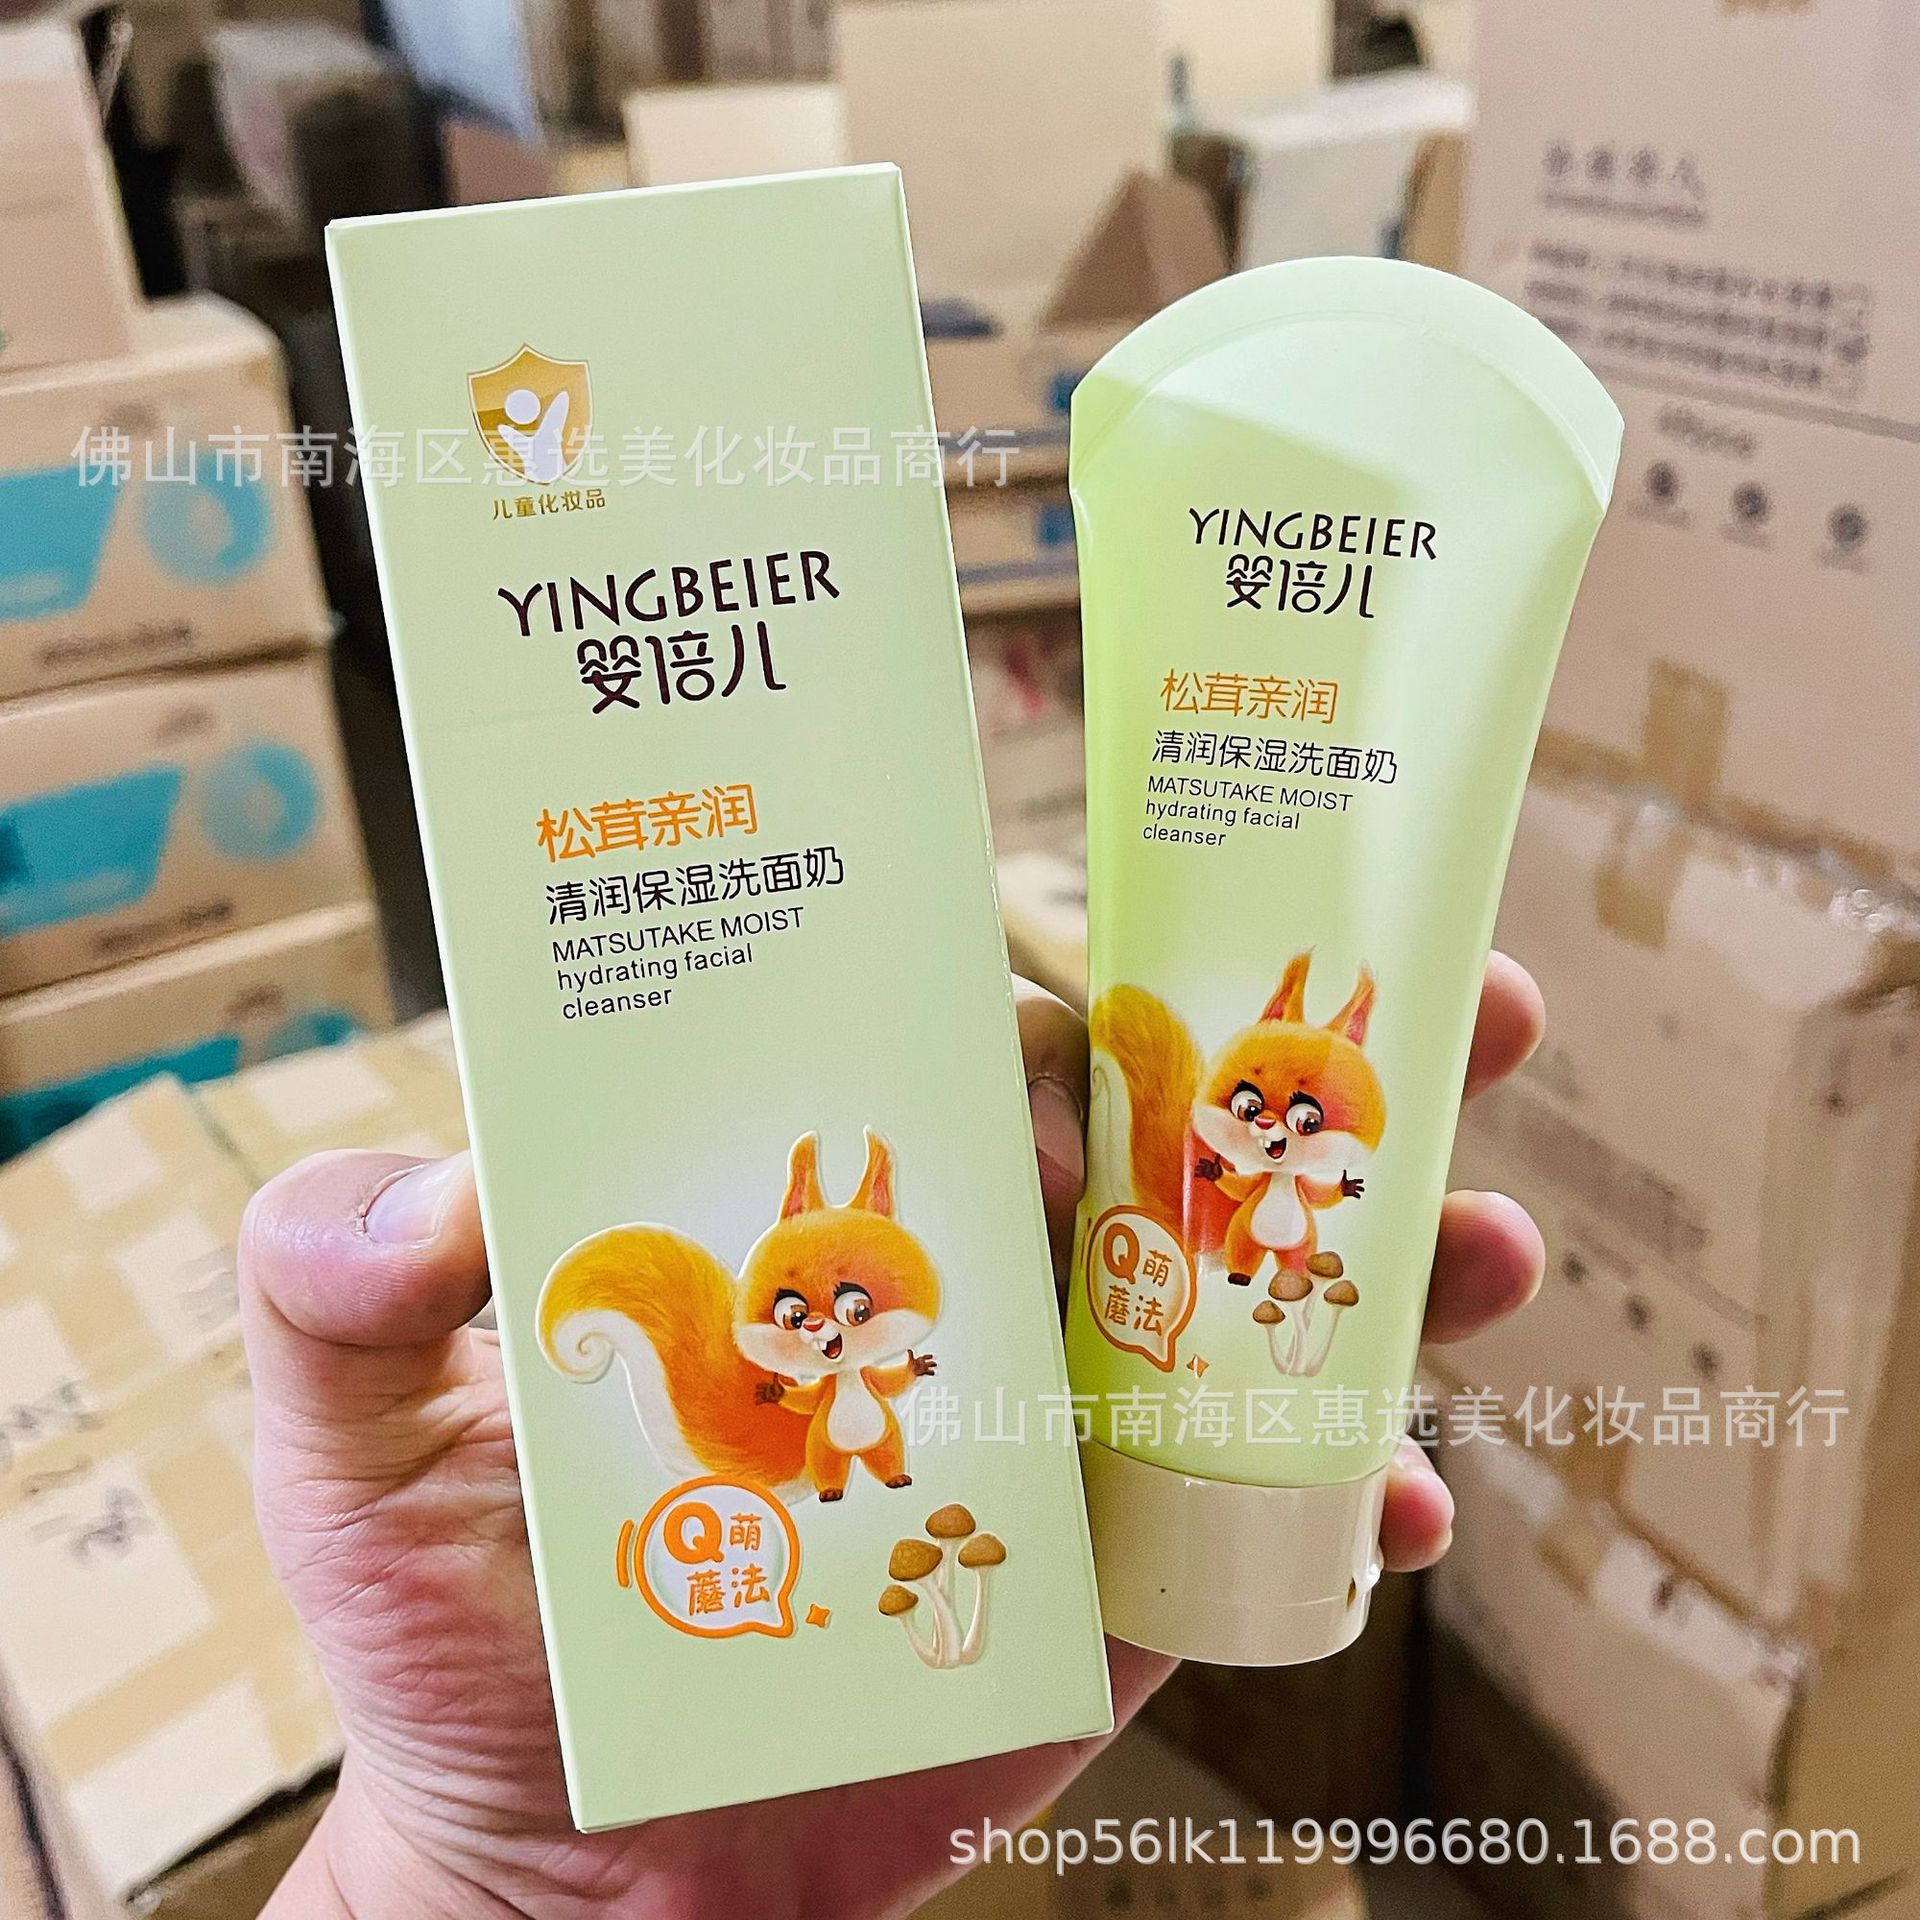 佛山市南海区惠选美化妆品商行
儿童化妆品
YINGBEIER
婴倍儿
松茸亲润
清润保湿洗面奶
MATSUTAKE MOIST
hydrating facial
cleanser
Q萌
蘑法
YINGBEIER
婴倍儿
松茸亲润
清润保湿洗面奶
MATSUTAKE MOIST
hydrating facial
cleanser
Q萌
蘑法
佛山市南海区惠选美化妆品商行
shop56lk119996680.1688.com